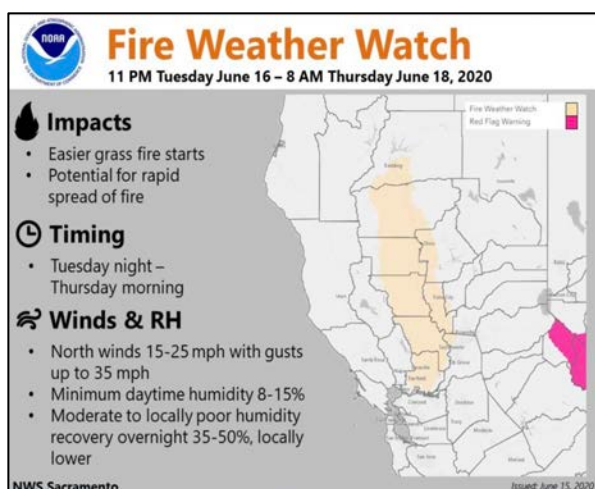 NOAA
Fire Weather Watch
11 PM Tuesday June 16 – 8 AM Thursday June 18, 2020
Impacts
• Easier grass fire starts
• Potential for rapid
spread of fire
Timing
• Tuesday night –
Thursday morning
Winds & RH
• North winds 15-25 mph with gusts
up to 35 mph
• Minimum daytime humidity 8-15%
• Moderate to locally poor humidity
recovery overnight 35-50%, locally
lower
NWS Sacramento
Fire Weather Watch
Red Flag Warning
Redding
Issued: June 15, 2020